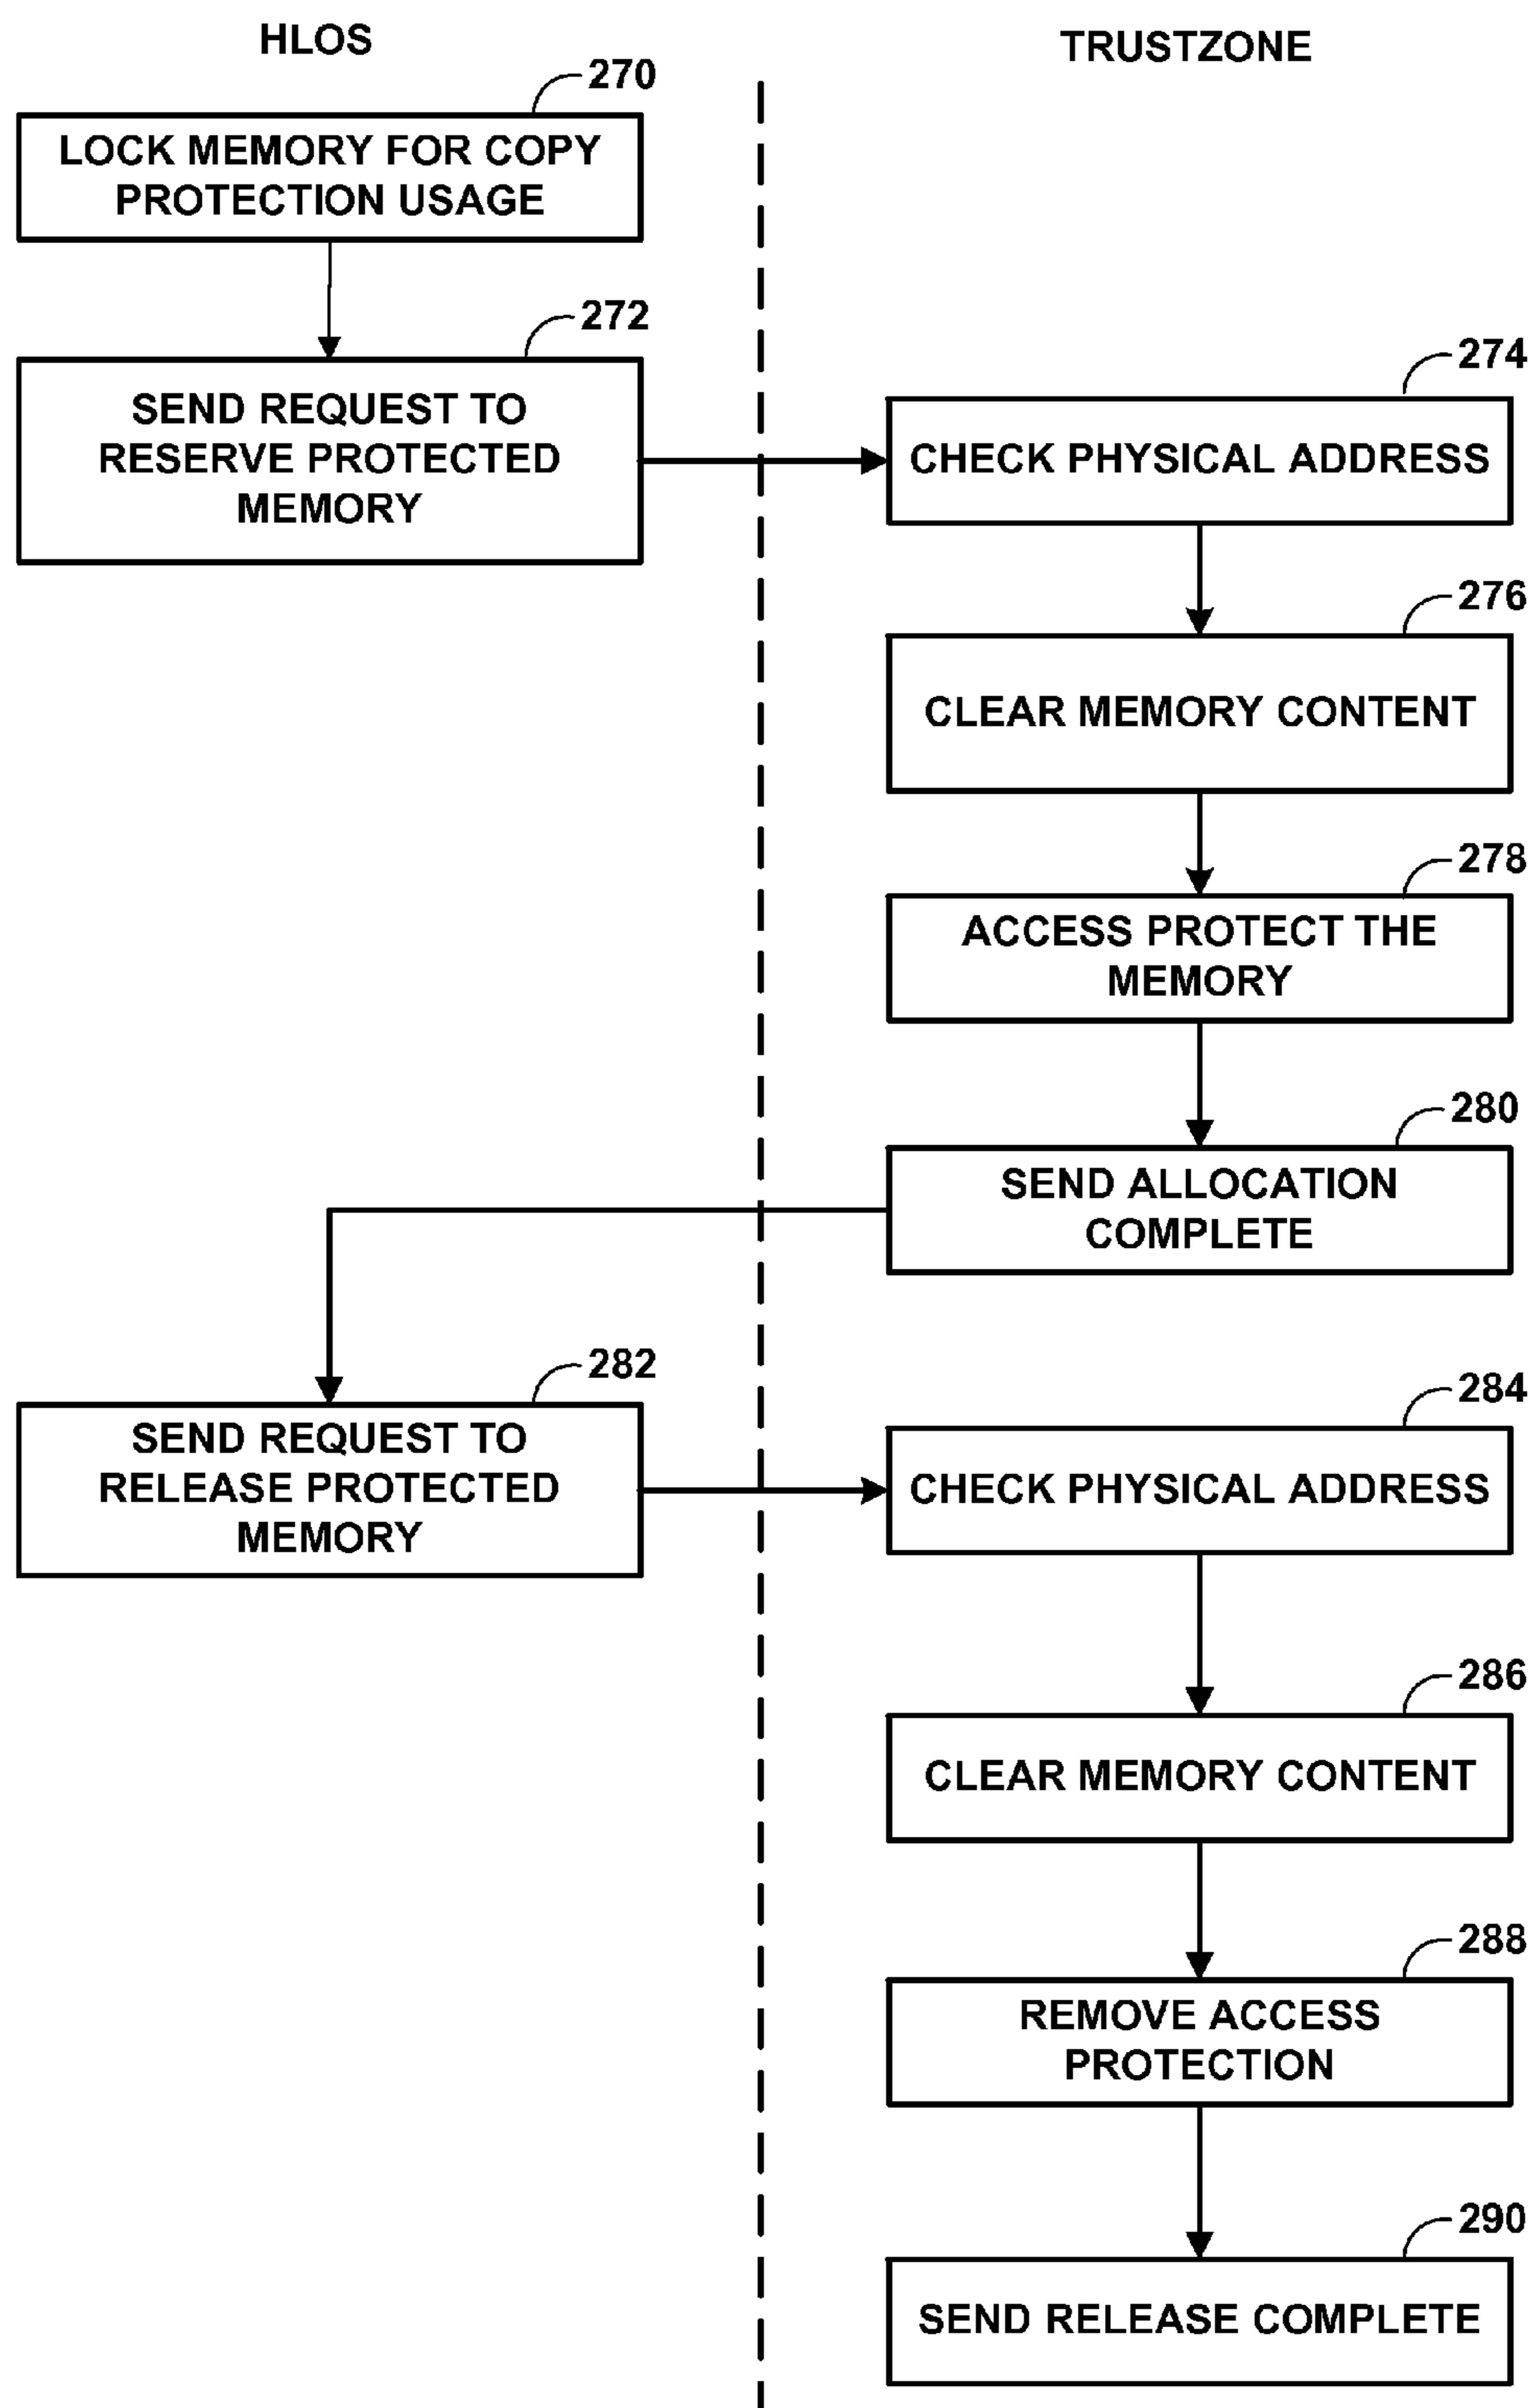 HLOS
TRUSTZONE
270
LOCK MEMORY FOR COPY
PROTECTION USAGE
272
SEND REQUEST TO
RESERVE PROTECTED
MEMORY
274
CHECK PHYSICAL ADDRESS
276
CLEAR MEMORY CONTENT
278
ACCESS PROTECT THE
MEMORY
280
SEND ALLOCATION
COMPLETE
282
SEND REQUEST TO
RELEASE PROTECTED
MEMORY
284
CHECK PHYSICAL ADDRESS
286
CLEAR MEMORY CONTENT
288
REMOVE ACCESS
PROTECTION
290
SEND RELEASE COMPLETE